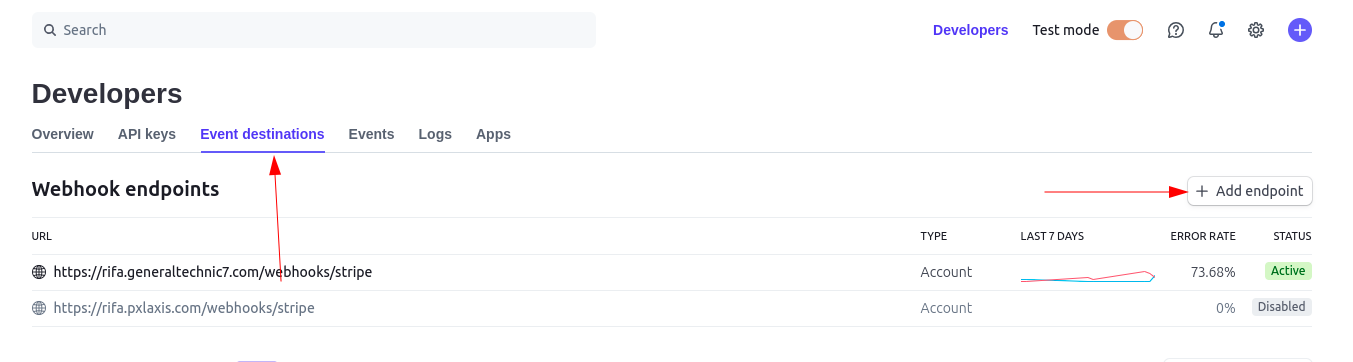 Search Developers Test mode
Developers
Overview API keys Event destinations Events Logs Apps
Webhook endpoints + Add endpoint
URL TYPE LAST 7 DAYS ERROR RATE STATUS
https://rifa.generaltechnic7.com/webhooks/stripe Account 73.68% Active
https://rifa.pxlaxis.com/webhooks/stripe Account 0% Disabled